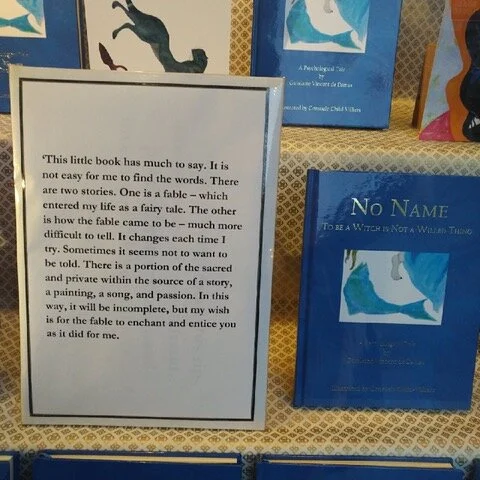 A Psychological Tale
by
Vincent de
Child Villiers
'This little book has much to say. It is
not easy for me to find the words. There
are two stories. One is a fable – which
entered my life as a fairy tale. The other
is how the fable came to be – much more
difficult to tell. It changes each time I
try. Sometimes it seems not to want to
be told. There is a portion of the sacred
and private within the source of a story,
a painting, a song, and passion. In this
way, it will be incomplete, but my wish
is for the fable to enchant and entice you
as it did for me.
NO NAME
TO BE A WITCH IS NOT A WILLED THING